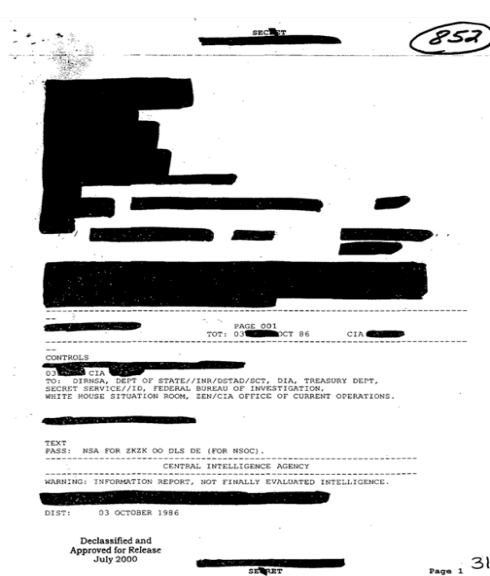 SECRET
852
PAGE 001
TOT: 03 OCT 86 CIA
CONTROLS
03 CIA
TO: DIRNSA, DEPT OF STATE//INR/DSTAD/SCT, DIA, TREASURY DEPT,
SECRET SERVICE//ID, FEDERAL BUREAU OF INVESTIGATION,
WHITE HOUSE SITUATION ROOM, ZEN/CIA OFFICE OF CURRENT OPERATIONS.
TEXT
PASS: NSA FOR ZKZK OO DLS DE (FOR NSOC).
CENTRAL INTELLIGENCE AGENCY
WARNING: INFORMATION REPORT, NOT FINALLY EVALUATED INTELLIGENCE.
DIST: 03 OCTOBER 1986
Declassified and
Approved for Release
July 2000
SECRET
Page 1 31